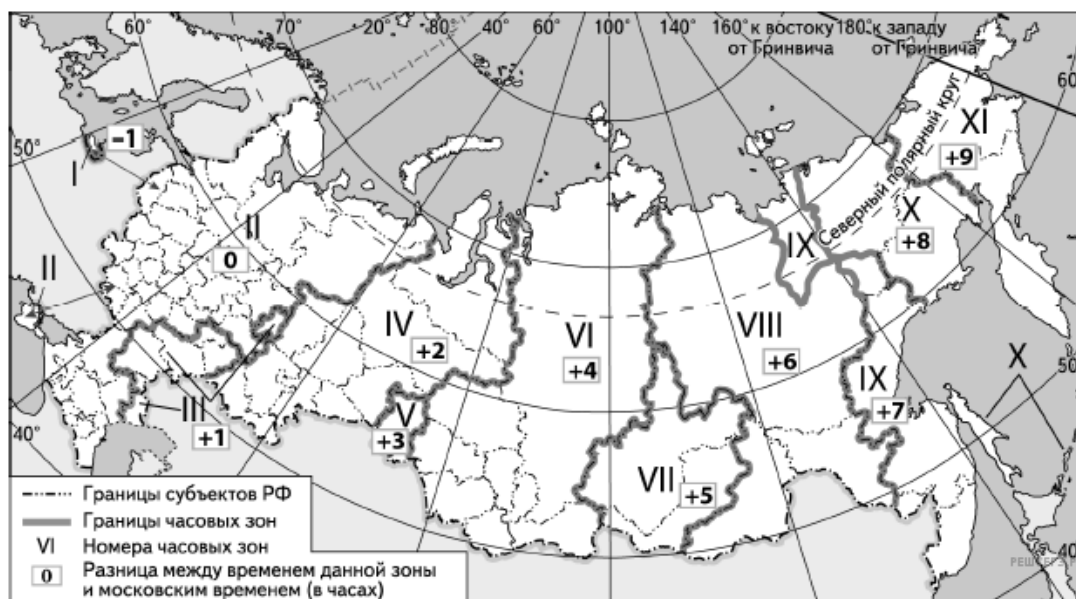 60° 70° 20° 40° 60° 100° 140° 160° к востоку 180° к западу
от Гринвича от Гринвича
60
50°
40°
50
40
Северный полярный круг
I
–1
II
II
0
III
+1
IV
+2
V
+3
VI
+4
VII
+5
VIII
+6
IX
IX
+7
X
+8
X
XI
+9
Границы субъектов РФ
Границы часовых зон
VI Номера часовых зон
0 Разница между временем данной зоны
и московским временем (в часах)